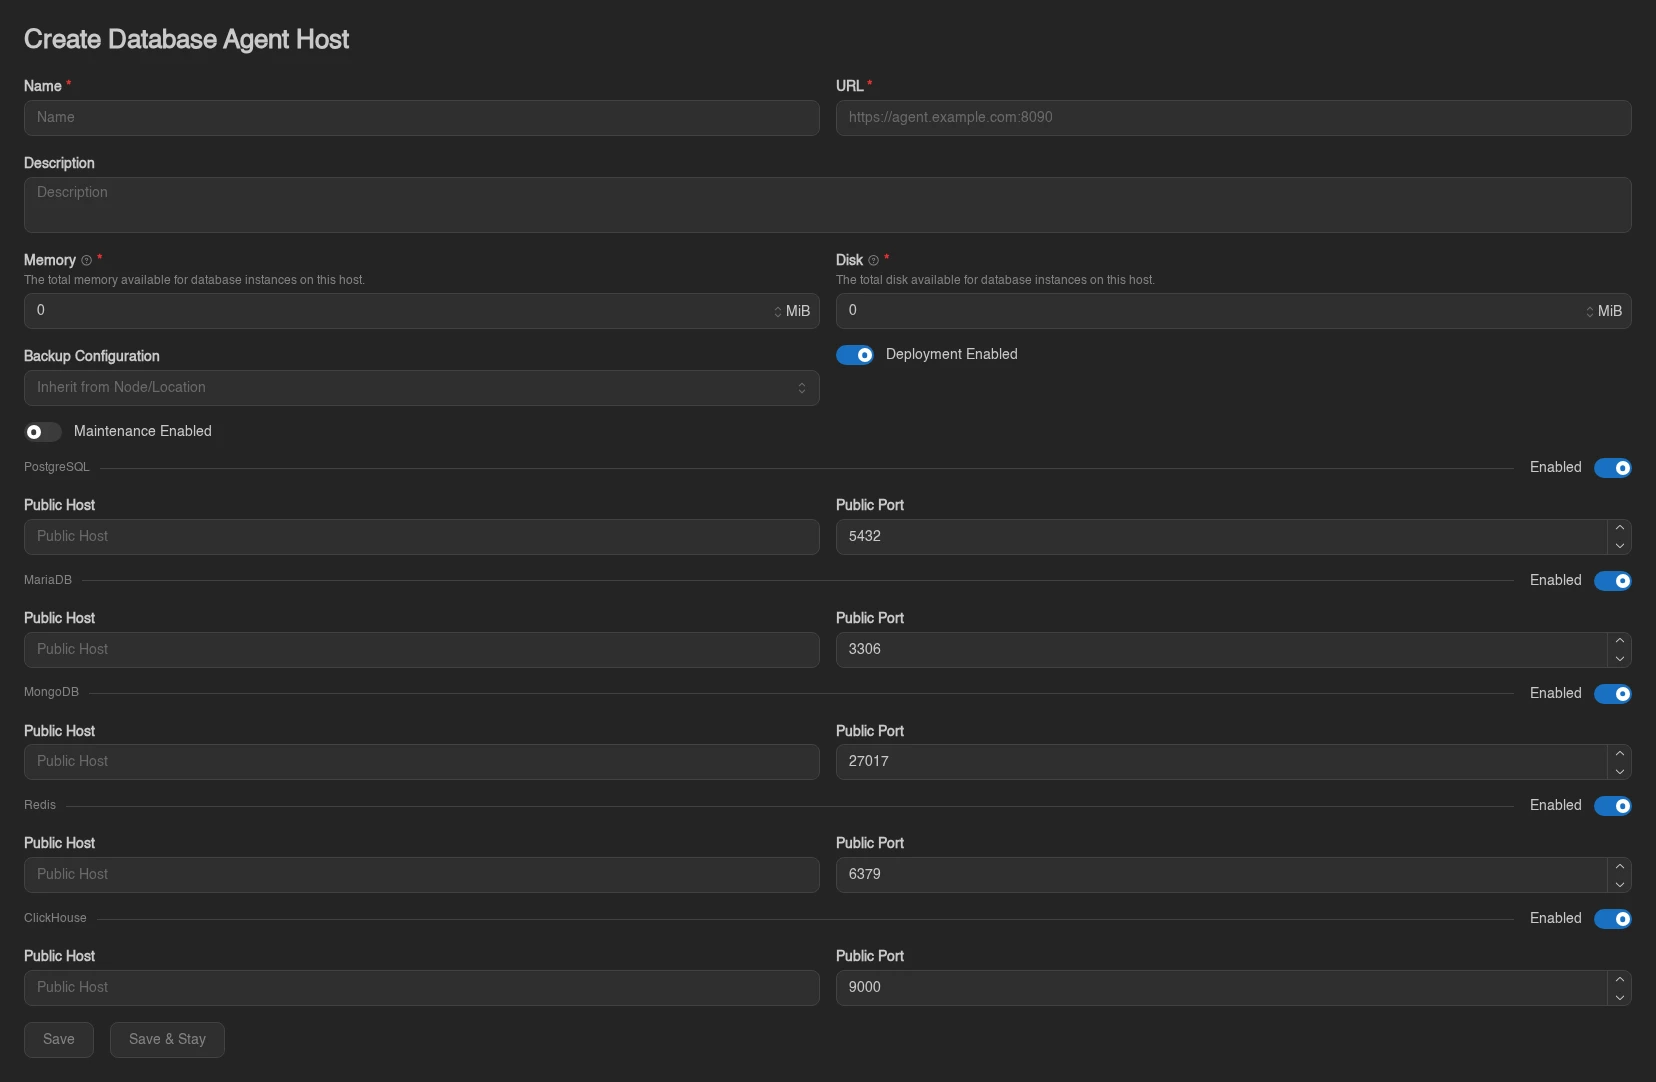 Create Database Agent Host
Name *
URL *
Name
https://agent.example.com:8090
Description
Description
Memory *
Disk *
The total memory available for database instances on this host.
The total disk available for database instances on this host.
0 MiB
0 MiB
Backup Configuration
Deployment Enabled
Inherit from Node/Location
Maintenance Enabled
PostgreSQL Enabled
Public Host
Public Port
Public Host
5432
MariaDB Enabled
Public Host
Public Port
Public Host
3306
MongoDB Enabled
Public Host
Public Port
Public Host
27017
Redis Enabled
Public Host
Public Port
Public Host
6379
ClickHouse Enabled
Public Host
Public Port
Public Host
9000
Save
Save & Stay